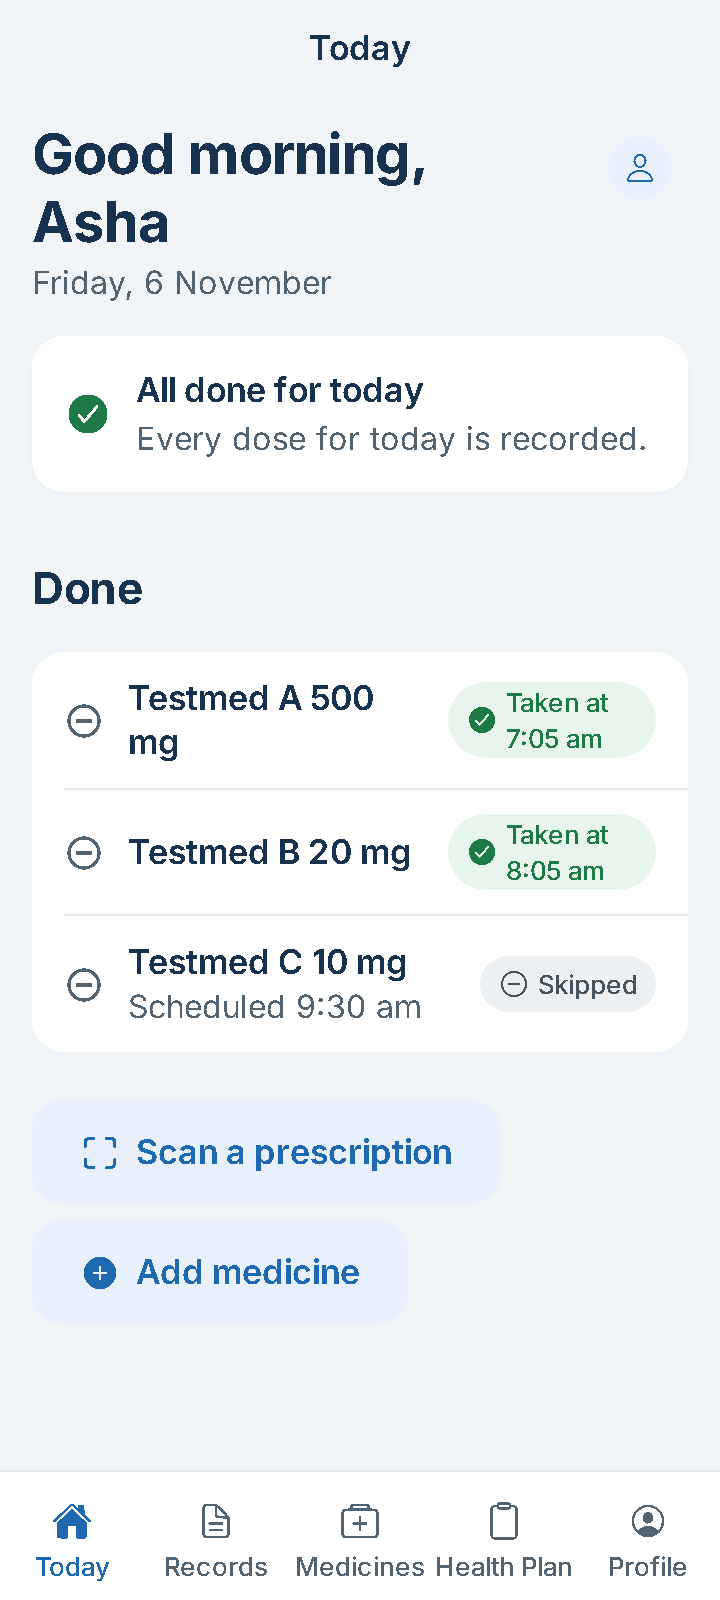 Today
Good morning,
Asha
Friday, 6 November
All done for today
Every dose for today is recorded.
Done
Testmed A 500
mg
Taken at
7:05 am
Testmed B 20 mg
Taken at
8:05 am
Testmed C 10 mg
Scheduled 9:30 am
Skipped
Scan a prescription
Add medicine
Today
Records
Medicines
Health Plan
Profile